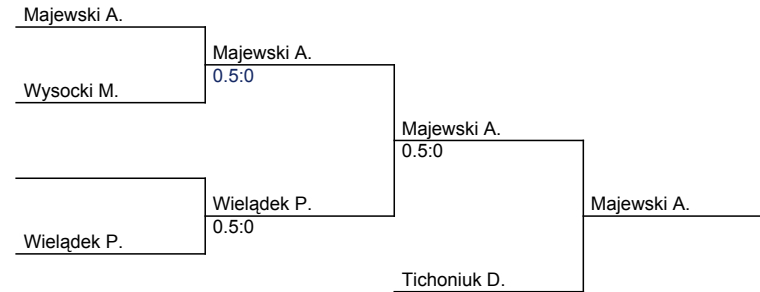 Majewski A.
Majewski A.
0.5:0
Wysocki M.
Majewski A.
0.5:0
Wielądek P.
Majewski A.
0.5:0
Wielądek P.
Tichoniuk D.